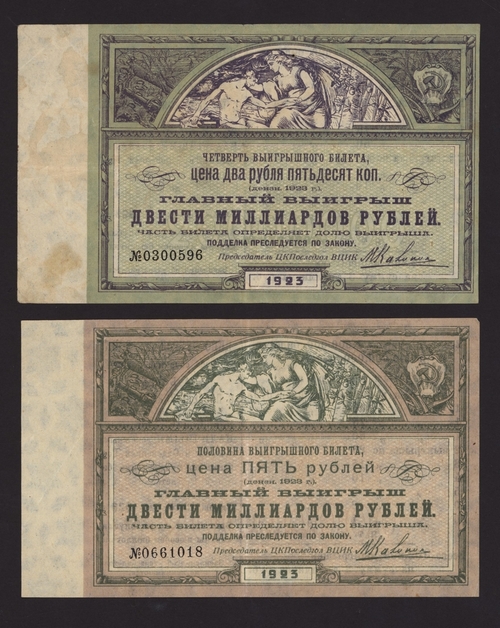 ЧЕТВЕРТЬ ВЫИГРЫШНОГО БИЛЕТА,
цена два рубля пятьдесят коп.
(дензн. 1923 г.).
ГЛАВНЫЙ ВЫИГРЫШ
ДВЕСТИ МИЛЛИАРДОВ РУБЛЕЙ.
ЧАСТЬ БИЛЕТА ОПРЕДЕЛЯЕТ ДОЛЮ ВЫИГРЫША.
ПОДДЕЛКА ПРЕСЛЕДУЕТСЯ ПО ЗАКОНУ.
№0300596 Председатель ЦКПоследгол ВЦИК
1923
ПОЛОВИНА ВЫИГРЫШНОГО БИЛЕТА,
цена ПЯТЬ рублей
(дензн. 1923 г.).
ГЛАВНЫЙ ВЫИГРЫШ
ДВЕСТИ МИЛЛИАРДОВ РУБЛЕЙ.
ЧАСТЬ БИЛЕТА ОПРЕДЕЛЯЕТ ДОЛЮ ВЫИГРЫША.
ПОДДЕЛКА ПРЕСЛЕДУЕТСЯ ПО ЗАКОНУ.
№0661018 Председатель ЦКПоследгол ВЦИК
1923